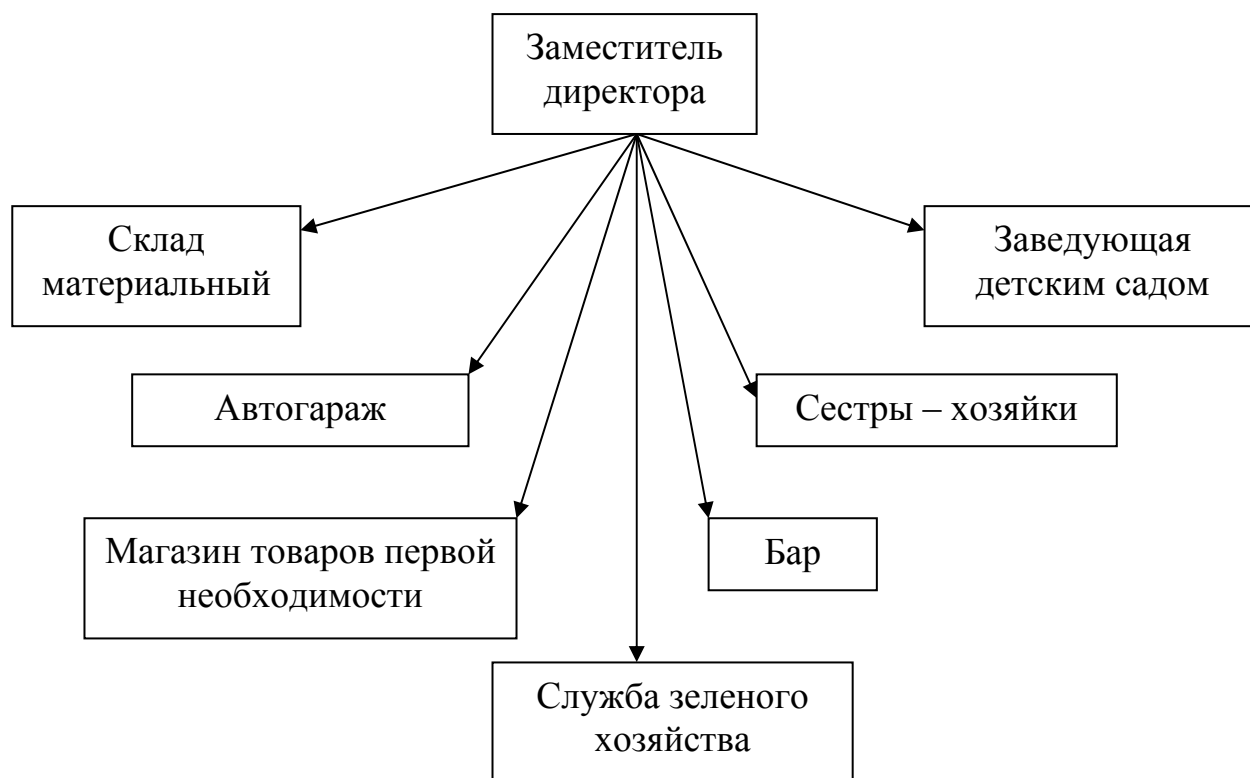 Заместитель
директора
Склад
материальный
Заведующая
детским садом
Автогараж
Сестры – хозяйки
Магазин товаров первой
необходимости
Бар
Служба зеленого
хозяйства